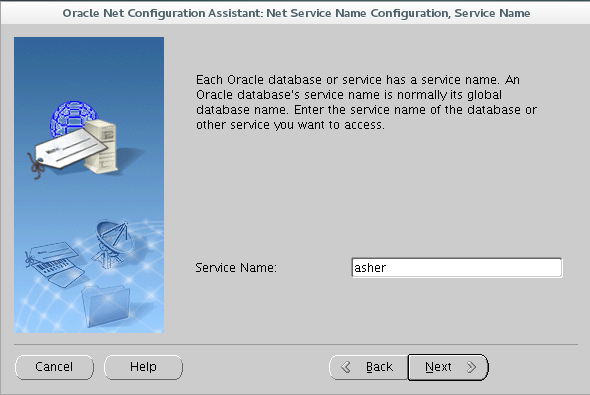 Oracle Net Configuration Assistant: Net Service Name Configuration, Service Name
Each Oracle database or service has a service name. An
Oracle database's service name is normally its global
database name. Enter the service name of the database or
other service you want to access.
Service Name: asher
Cancel Help Back Next